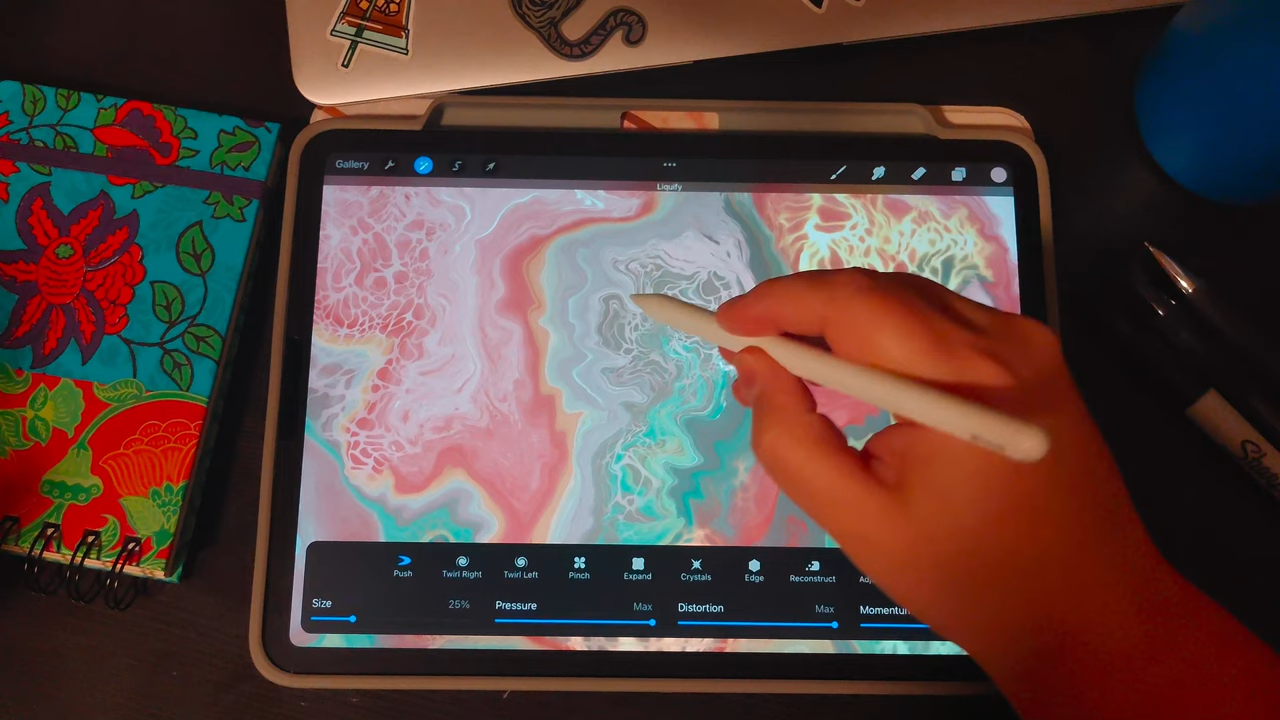 Gallery
Liquify
Push
Twirl Right
Twirl Left
Pinch
Expand
Crystals
Edge
Reconstruct
Size 25%
Pressure Max
Distortion Max
Momentum